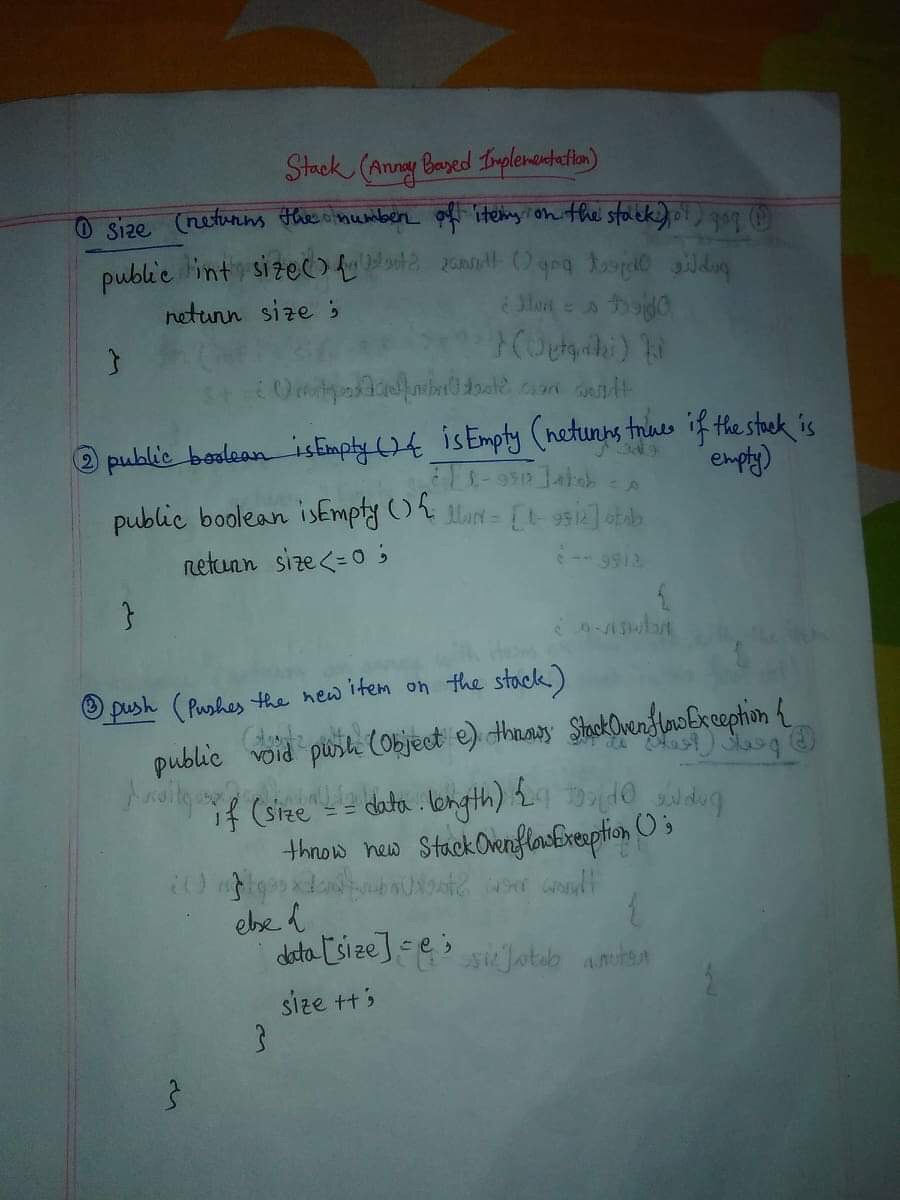 Stack (Array Based Implementation)
① size (returns the number of items on the stack)
public int size() {
return size ;
}
② public boolean isEmpty () { isEmpty (returns true if the stack is
empty)
public boolean isEmpty () {
return size <= 0 ;
}
③ push (Pushes the new item on the stack)
public void push (Object e) throws StackOverflowException {
if (size == data.length) {
throw new StackOverflowException () ;
}
else {
data[size] = e ;
size ++ ;
}
}